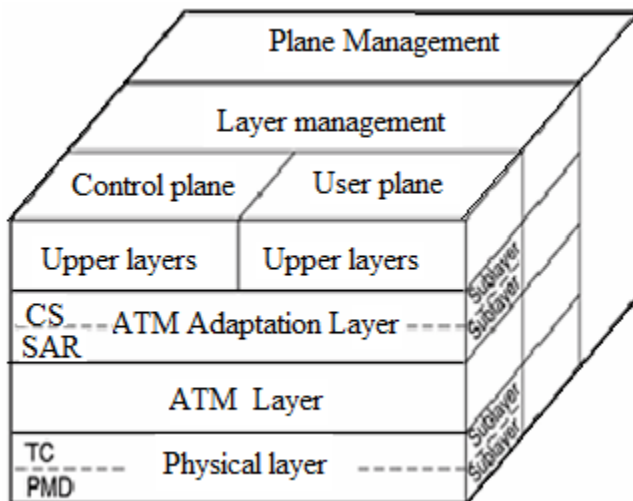 Plane Management
Layer management
Control plane User plane
Upper layers Upper layers
Sublayer
CS ATM Adaptation Layer Sublayer
SAR
ATM Layer
Sublayer
TC Physical layer Sublayer
PMD